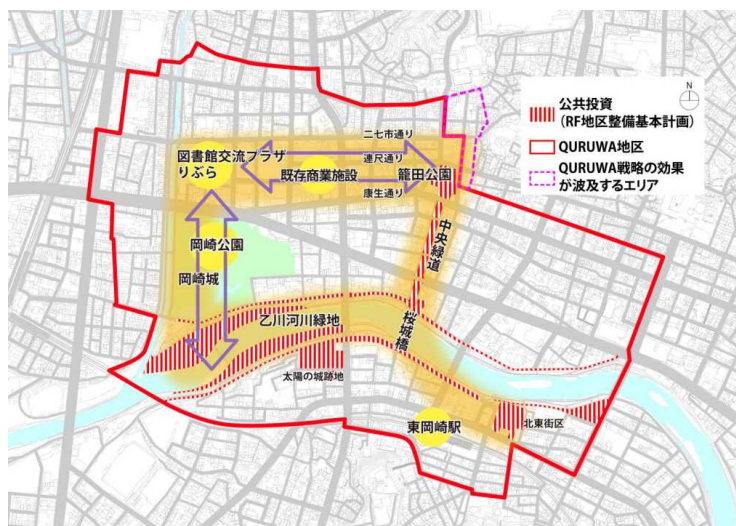 N
公共投資
(RF地区整備基本計画)
QURUWA地区
QURUWA戦略の効果
が波及するエリア
二七市通り
図書館交流プラザ
りぶら
連尺通り
既存商業施設
籠田公園
康生通り
中央緑道
岡崎公園
岡崎城
乙川河川緑地
桜城橋
太陽の城跡地
東岡崎駅
北東街区